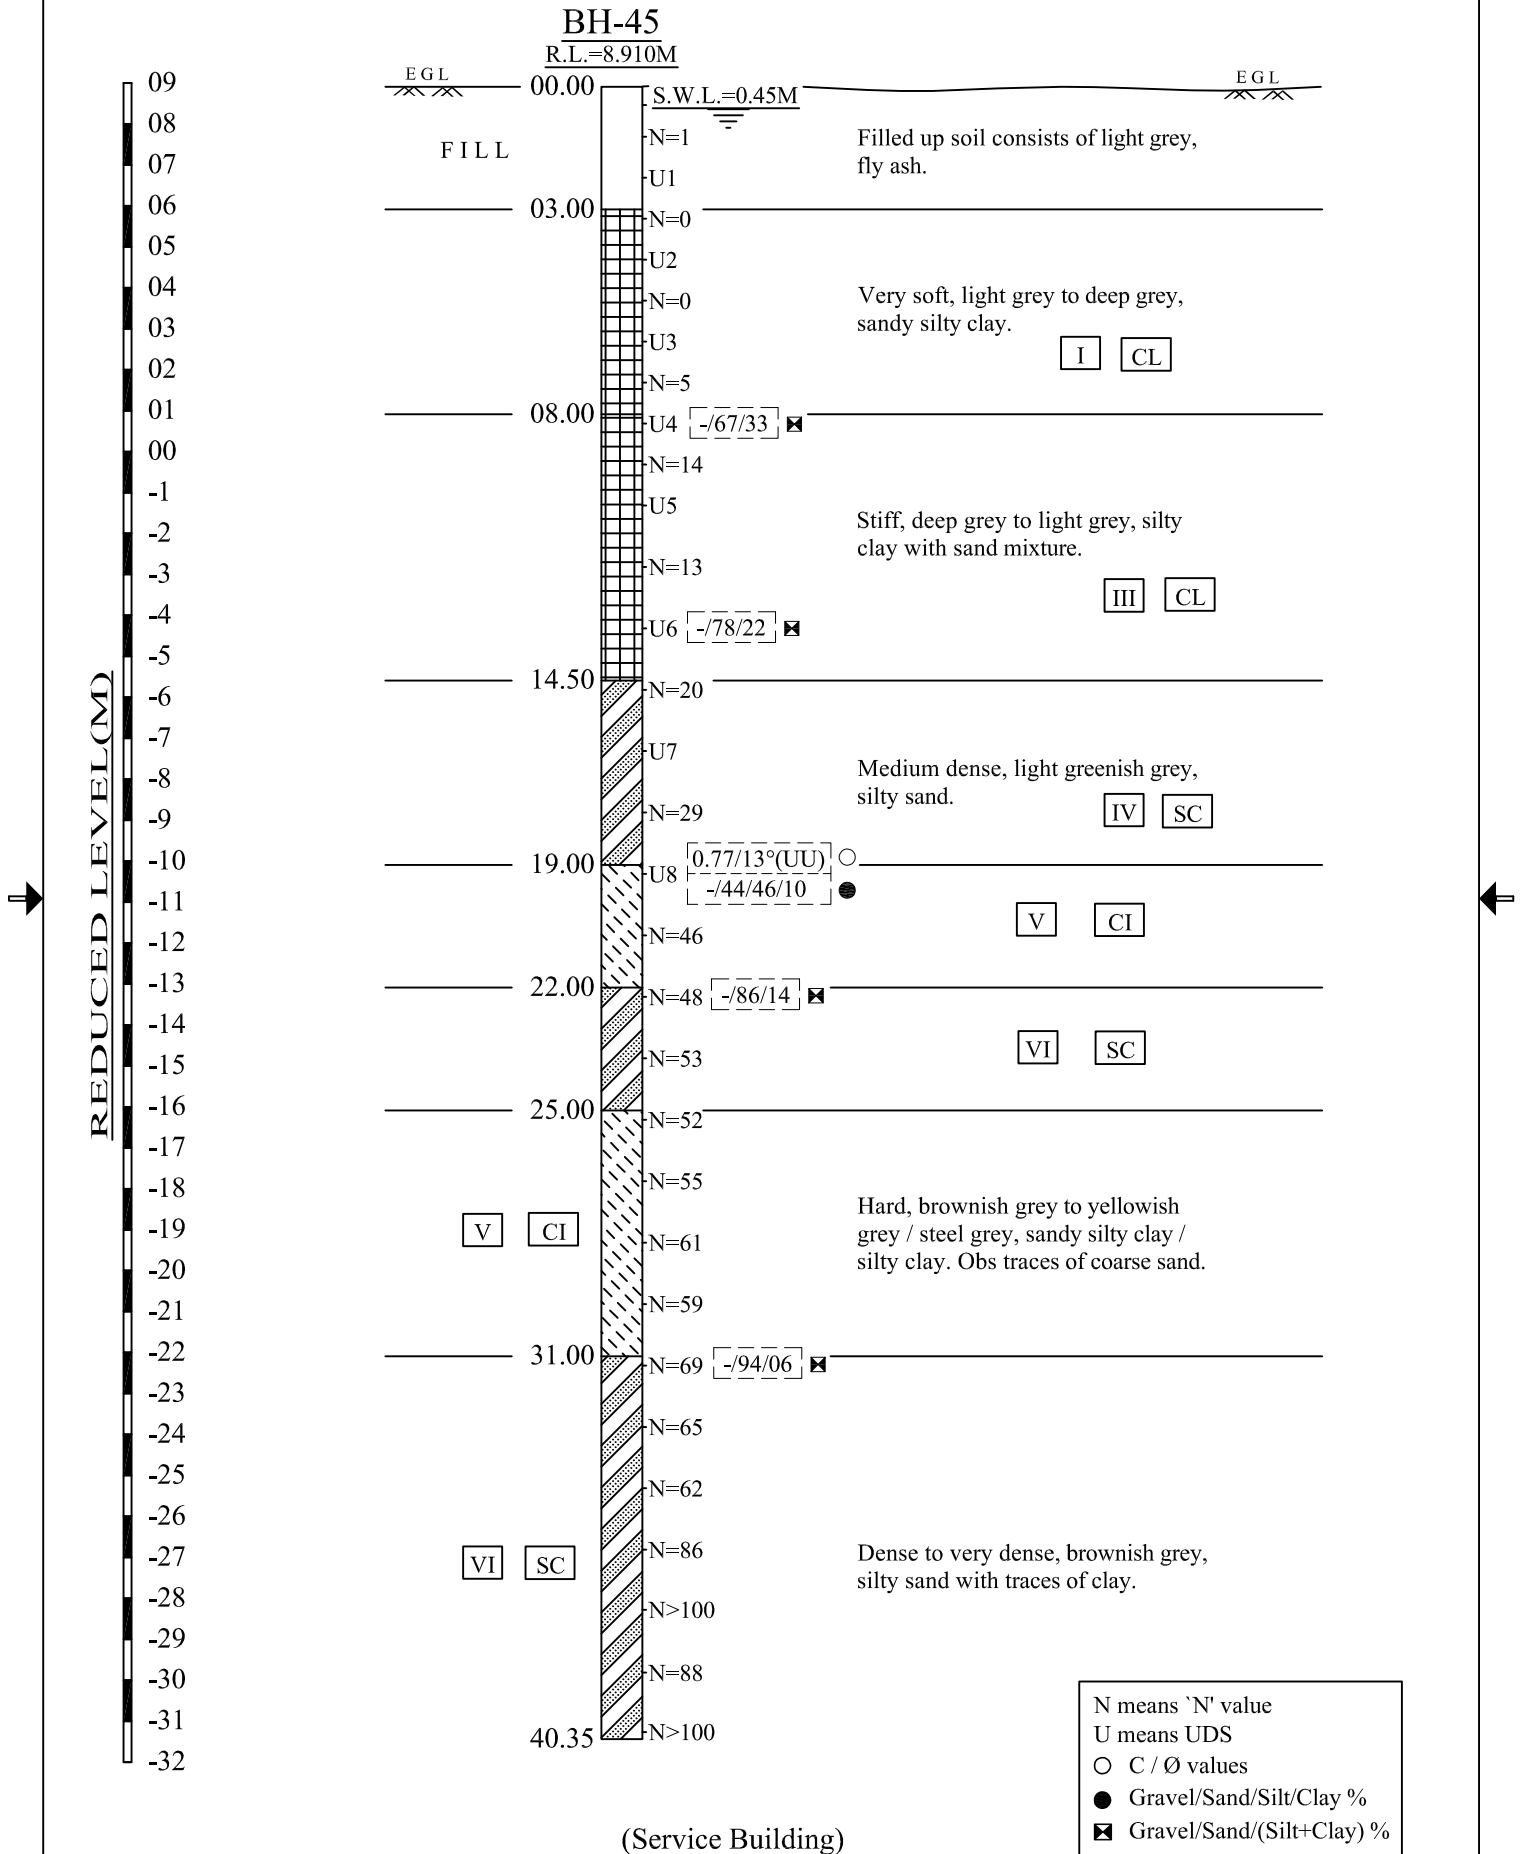 BH-45
R.L.=8.910M
REDUCED LEVEL(M)
09
08
07
06
05
04
03
02
01
00
-1
-2
-3
-4
-5
-6
-7
-8
-9
-10
-11
-12
-13
-14
-15
-16
-17
-18
-19
-20
-21
-22
-23
-24
-25
-26
-27
-28
-29
-30
-31
-32
EGL 00.00 S.W.L.=0.45M EGL
N=1
FILL
Filled up soil consists of light grey,
fly ash.
U1
03.00 N=0
U2
N=0
Very soft, light grey to deep grey,
sandy silty clay.
U3
I CL
N=5
08.00 U4 -/67/33
N=14
U5
Stiff, deep grey to light grey, silty
clay with sand mixture.
N=13
III CL
U6 -/78/22
14.50 N=20
U7
Medium dense, light greenish grey,
silty sand.
N=29 IV SC
19.00 U8 0.77/13°(UU)
-/44/46/10
V CI
N=46
22.00 N=48 -/86/14
VI SC
N=53
25.00 N=52
N=55
V CI
Hard, brownish grey to yellowish
grey / steel grey, sandy silty clay /
silty clay. Obs traces of coarse sand.
N=61
N=59
31.00 N=69 -/94/06
N=65
N=62
N=86
VI SC
Dense to very dense, brownish grey,
silty sand with traces of clay.
N>100
N=88
40.35 N>100
N means `N' value
U means UDS
C / Ø values
Gravel/Sand/Silt/Clay %
Gravel/Sand/(Silt+Clay) %
(Service Building)